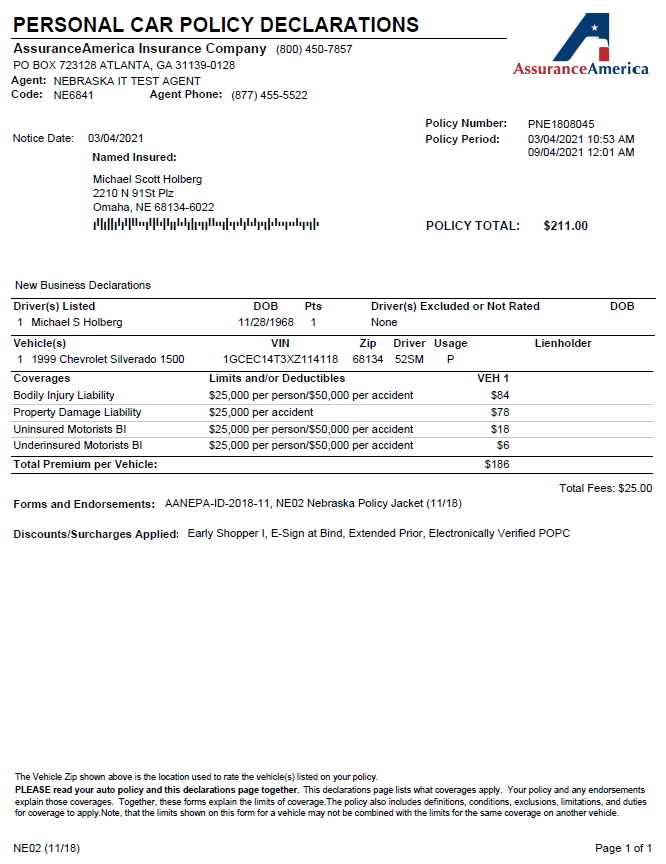 PERSONAL CAR POLICY DECLARATIONS
AssuranceAmerica Insurance Company (800) 450-7857
PO BOX 723128 ATLANTA, GA 31139-0128
Agent: NEBRASKA IT TEST AGENT
Code: NE6841 Agent Phone: (877) 455-5522
AssuranceAmerica
Policy Number: PNE1808045
Notice Date: 03/04/2021 Policy Period: 03/04/2021 10:53 AM
09/04/2021 12:01 AM
Named Insured:
Michael Scott Holberg
2210 N 91St Plz
Omaha, NE 68134-6022
POLICY TOTAL: $211.00
New Business Declarations
Driver(s) Listed DOB Pts Driver(s) Excluded or Not Rated DOB
1 Michael S Holberg 11/28/1968 1 None
Vehicle(s) VIN Zip Driver Usage Lienholder
1 1999 Chevrolet Silverado 1500 1GCEC14T3XZ114118 68134 52SM P
Coverages Limits and/or Deductibles VEH 1
Bodily Injury Liability $25,000 per person/$50,000 per accident $84
Property Damage Liability $25,000 per accident $78
Uninsured Motorists BI $25,000 per person/$50,000 per accident $18
Underinsured Motorists BI $25,000 per person/$50,000 per accident $6
Total Premium per Vehicle: $186
Total Fees: $25.00
Forms and Endorsements: AANEPA-ID-2018-11, NE02 Nebraska Policy Jacket (11/18)
Discounts/Surcharges Applied: Early Shopper I, E-Sign at Bind, Extended Prior, Electronically Verified POPC
The Vehicle Zip shown above is the location used to rate the vehicle(s) listed on your policy.
PLEASE read your auto policy and this declarations page together. This declarations page lists what coverages apply. Your policy and any endorsements
explain those coverages. Together, these forms explain the limits of coverage.The policy also includes definitions, conditions, exclusions, limitations, and duties
for coverage to apply.Note, that the limits shown on this form for a vehicle may not be combined with the limits for the same coverage on another vehicle.
NE02 (11/18) Page 1 of 1